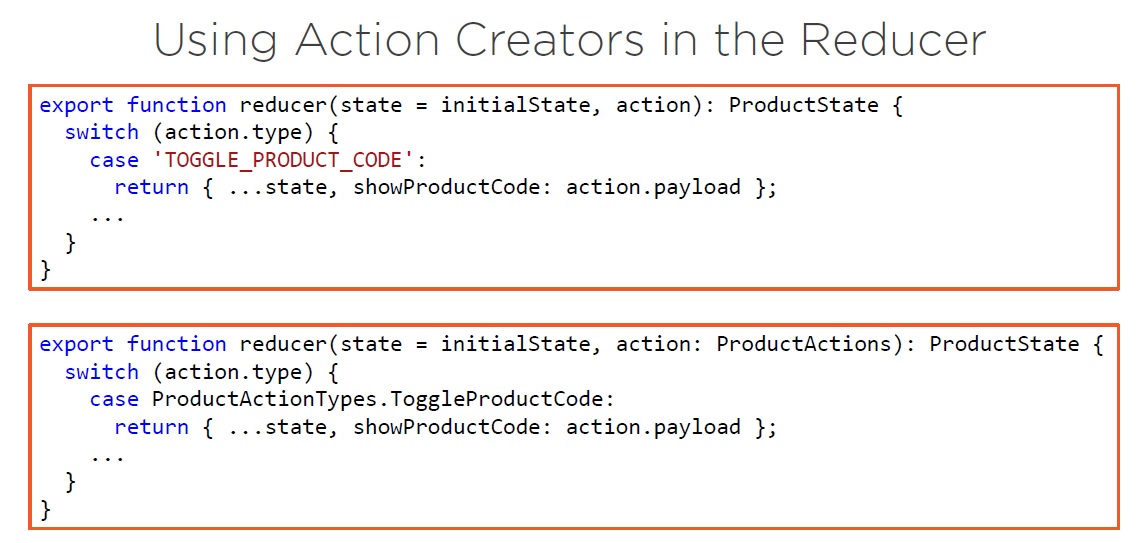 Using Action Creators in the Reducer
export function reducer(state = initialState, action): ProductState {
  switch (action.type) {
    case 'TOGGLE_PRODUCT_CODE':
      return { ...state, showProductCode: action.payload };
    ...
  }
}
export function reducer(state = initialState, action: ProductActions): ProductState {
  switch (action.type) {
    case ProductActionTypes.ToggleProductCode:
      return { ...state, showProductCode: action.payload };
    ...
  }
}